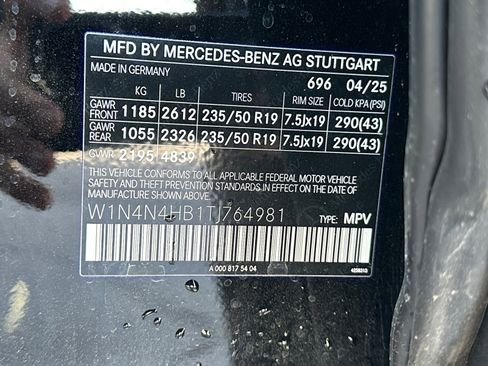 MFD BY MERCEDES-BENZ AG STUTTGART
MADE IN GERMANY 696 04/25
KG LB TIRES RIM SIZE COLD KPA(PSI)
GAWR FRONT 1185 2612 235/50 R19 7.5Jx19 290(43)
GAWR REAR 1055 2326 235/50 R19 7.5Jx19 290(43)
GVWR 2195 4839
THIS VEHICLE CONFORMS TO ALL APPLICABLE FEDERAL MOTOR VEHICLE
SAFETY AND THEFT PREVENTION STANDARDS IN EFFECT ON THE DATE OF
MANUFACTURE SHOWN ABOVE.
W1N4N4HB1TJ764981 TYPE: MPV
A 000 817 54 04